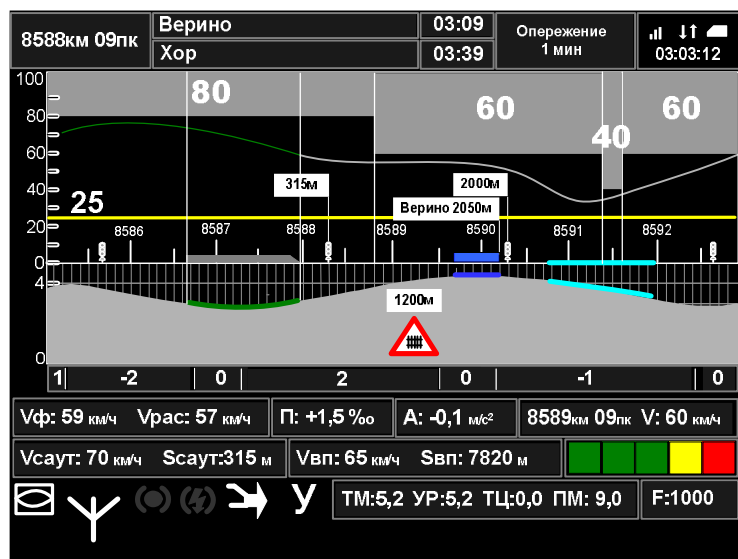 8588км 09пк
Верино 03:09
Хор 03:39
Опережение
1 мин
03:03:12
100
80
60
40
20
0
4
0
80
60
40
60
315м
2000м
25
Верино 2050м
8586 8587 8588 8589 8590 8591 8592
1200м
1 -2 0 2 0 -1 0
Vф: 59 км/ч Vрас: 57 км/ч
П: +1,5 %о
А: -0,1 м/с²
8589км 09пк V: 60 км/ч
Vсаут: 70 км/ч Sсаут:315 м
Vвп: 65 км/ч Sвп: 7820 м
У
ТМ:5,2 УР:5,2 ТЦ:0,0 ПМ: 9,0
F:1000